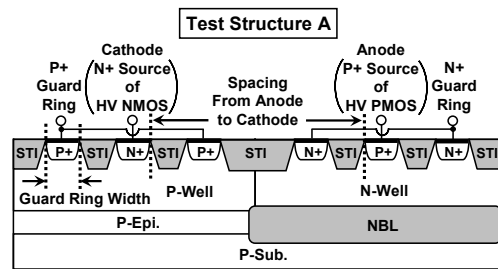 Test Structure A
P+
Guard
Ring
Cathode
N+ Source
of
HV NMOS
Spacing
From Anode
to Cathode
Anode
P+ Source
of
HV PMOS
N+
Guard
Ring
STI P+ STI N+ STI P+ STI N+ STI P+ STI N+ STI
Guard Ring Width
P-Well
N-Well
P-Epi.
NBL
P-Sub.